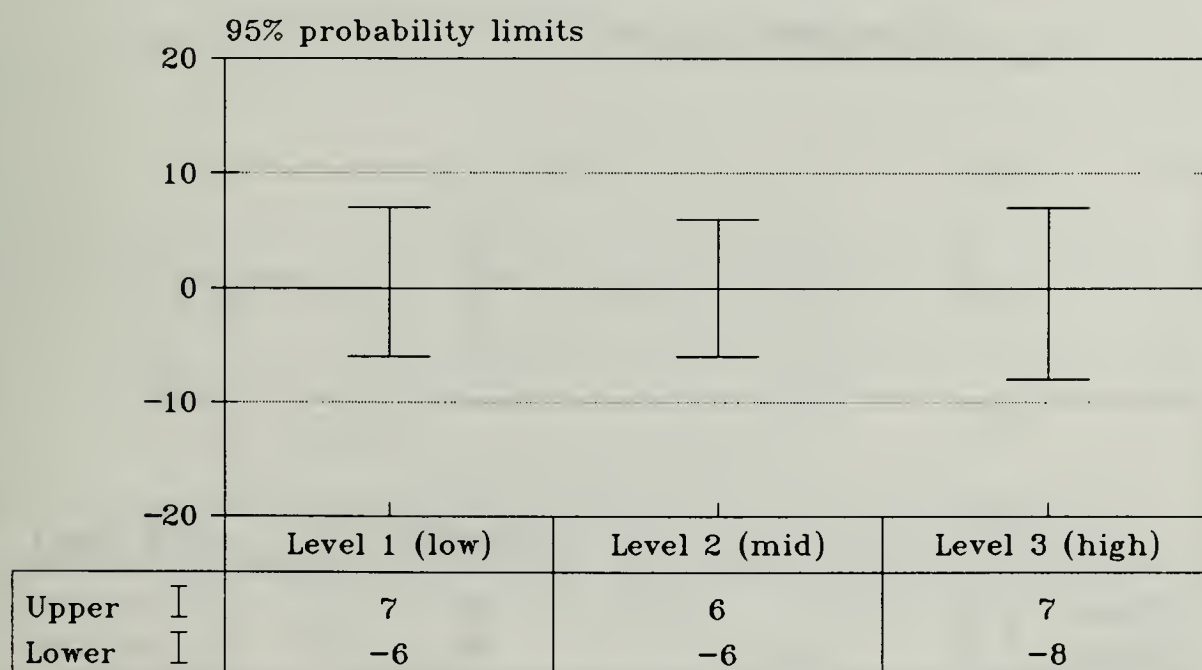 95% probability limits
20
10
0
−10
−20
Level 1 (low) Level 2 (mid) Level 3 (high)
Upper 7 6 7
Lower −6 −6 −8